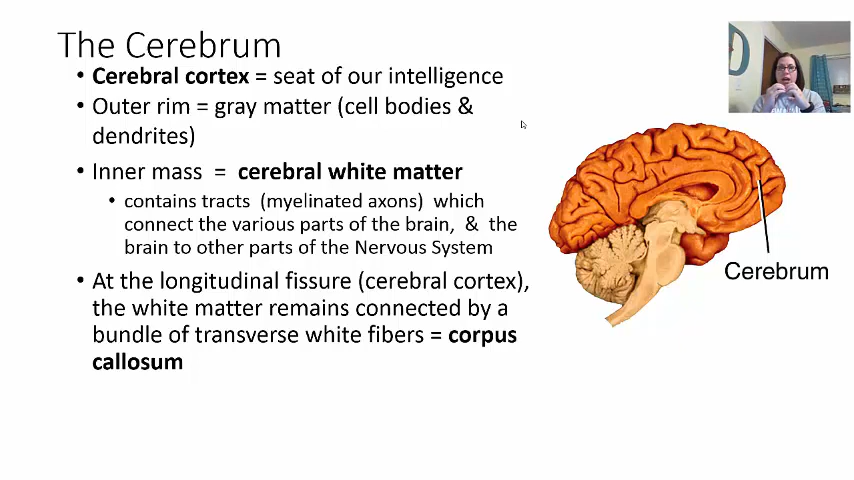 The Cerebrum
• Cerebral cortex = seat of our intelligence
• Outer rim = gray matter (cell bodies &
dendrites)
• Inner mass = cerebral white matter
• contains tracts (myelinated axons) which
connect the various parts of the brain, & the
brain to other parts of the Nervous System
• At the longitudinal fissure (cerebral cortex),
the white matter remains connected by a
bundle of transverse white fibers = corpus
callosum
Cerebrum